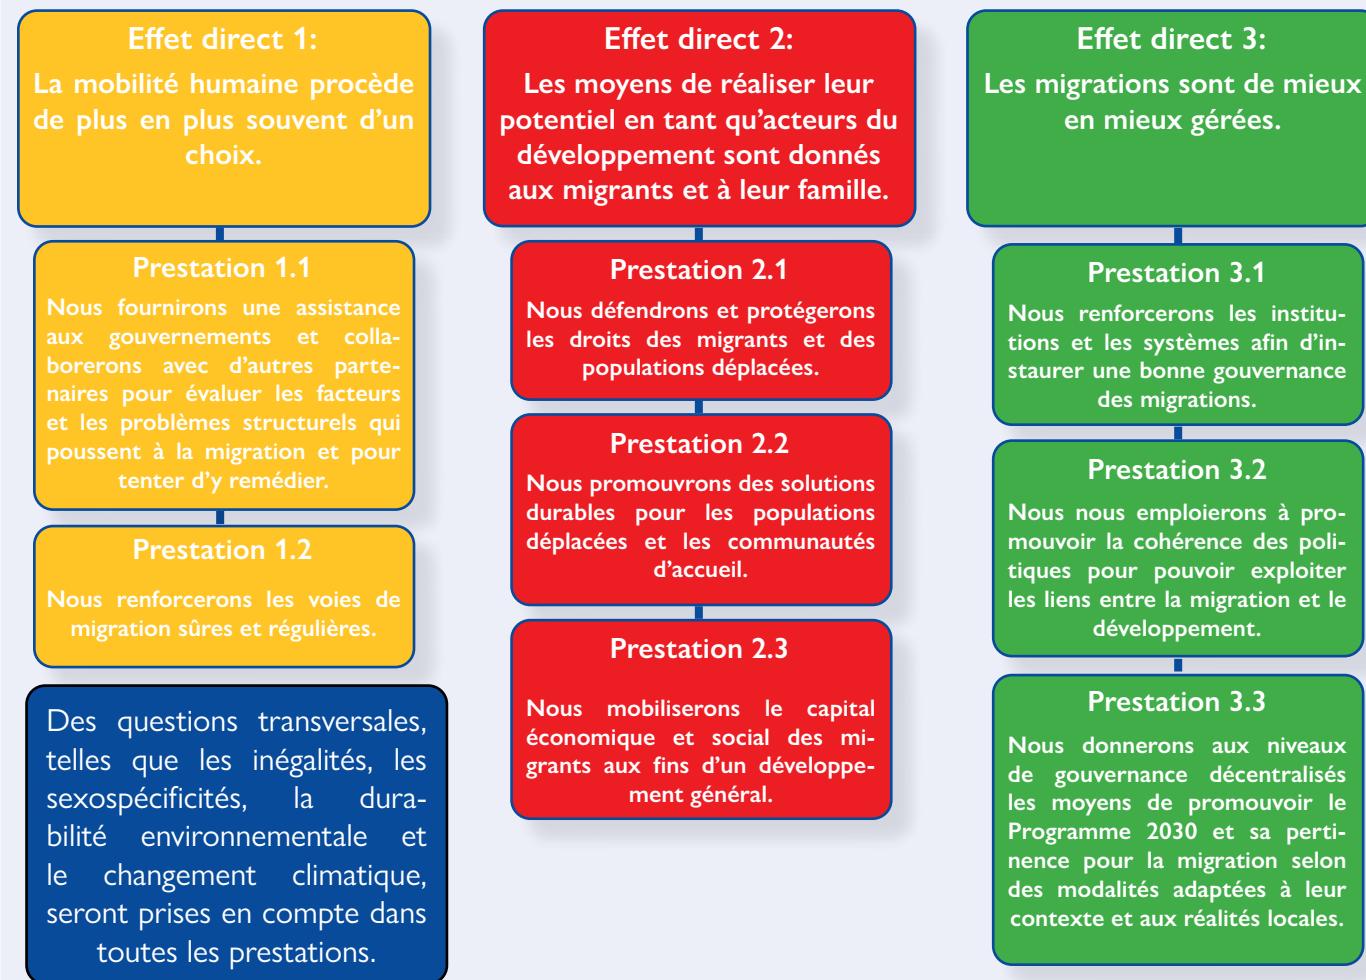 Effet direct 1:
La mobilité humaine procède
de plus en plus souvent d’un
choix.
Prestation 1.1
Nous fournirons une assistance
aux gouvernements et colla-
borerons avec d’autres parte-
naires pour évaluer les facteurs
et les problèmes structurels qui
poussent à la migration et pour
tenter d’y remédier.
Prestation 1.2
Nous renforcerons les voies de
migration sûres et régulières.
Des questions transversales,
telles que les inégalités, les
sexospécificités, la dura-
bilité environnementale et
le changement climatique,
seront prises en compte dans
toutes les prestations.
Effet direct 2:
Les moyens de réaliser leur
potentiel en tant qu’acteurs du
développement sont donnés
aux migrants et à leur famille.
Prestation 2.1
Nous défendrons et protégerons
les droits des migrants et des
populations déplacées.
Prestation 2.2
Nous promouvrons des solutions
durables pour les populations
déplacées et les communautés
d’accueil.
Prestation 2.3
Nous mobiliserons le capital
économique et social des mi-
grants aux fins d’un développe-
ment général.
Effet direct 3:
Les migrations sont de mieux
en mieux gérées.
Prestation 3.1
Nous renforcerons les institu-
tions et les systèmes afin d’in-
staurer une bonne gouvernance
des migrations.
Prestation 3.2
Nous nous emploierons à pro-
mouvoir la cohérence des poli-
tiques pour pouvoir exploiter
les liens entre la migration et le
développement.
Prestation 3.3
Nous donnerons aux niveaux
de gouvernance décentralisés
les moyens de promouvoir le
Programme 2030 et sa perti-
nence pour la migration selon
des modalités adaptées à leur
contexte et aux réalités locales.